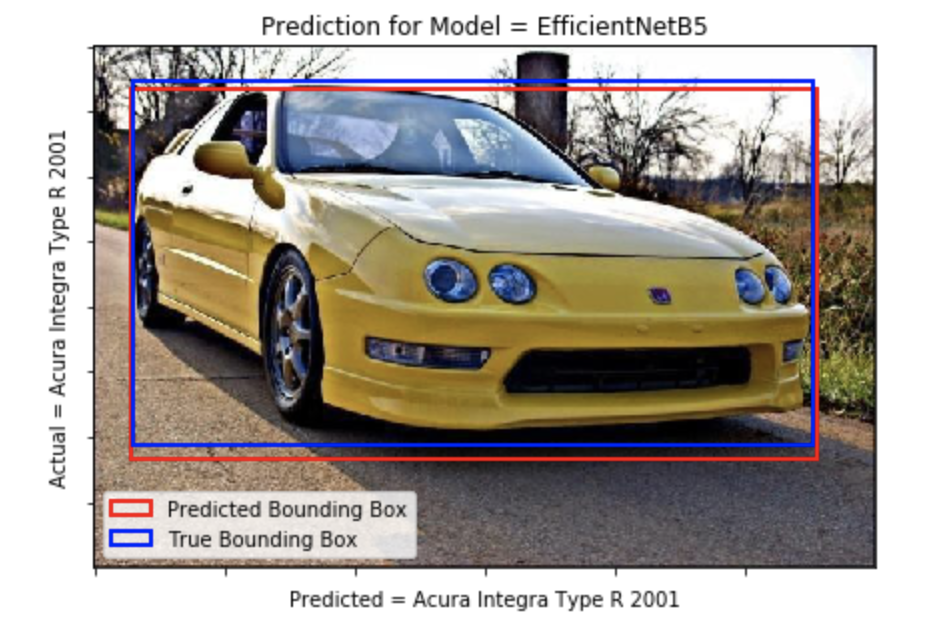 Prediction for Model = EfficientNetB5
Actual = Acura Integra Type R 2001
Predicted Bounding Box
True Bounding Box
Predicted = Acura Integra Type R 2001